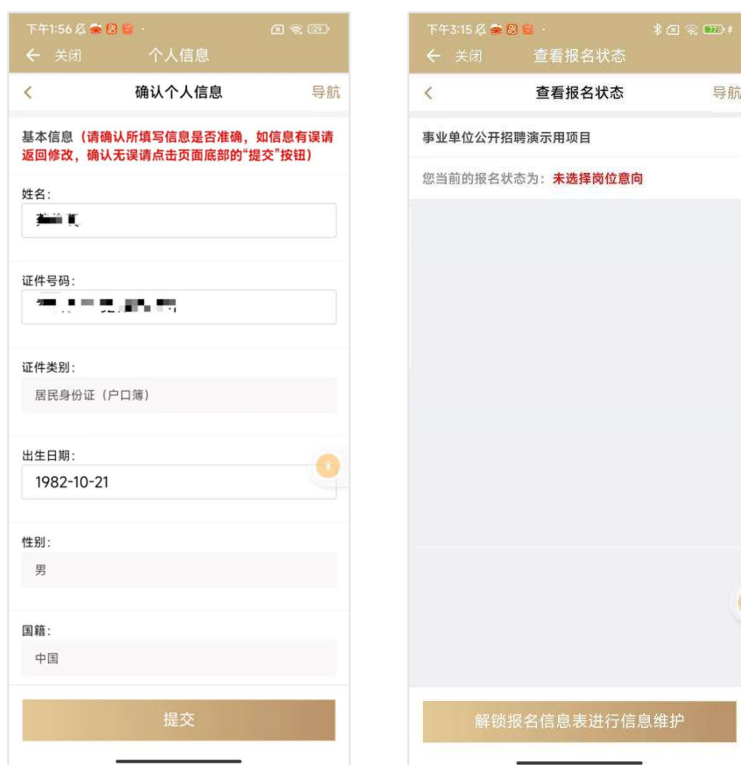 下午1:56
29
← 关闭 个人信息
确认个人信息 导航
基本信息（请确认所填写信息是否准确，如信息有误请
返回修改，确认无误请点击页面底部的“提交”按钮）
姓名：
证件号码：
证件类别：
居民身份证（户口簿）
出生日期：
1982-10-21
性别：
男
国籍：
中国
提交
下午3:15
77
← 关闭 查看报名状态
查看报名状态 导航
事业单位公开招聘演示用项目
您当前的报名状态为：未选择岗位意向
解锁报名信息表进行信息维护